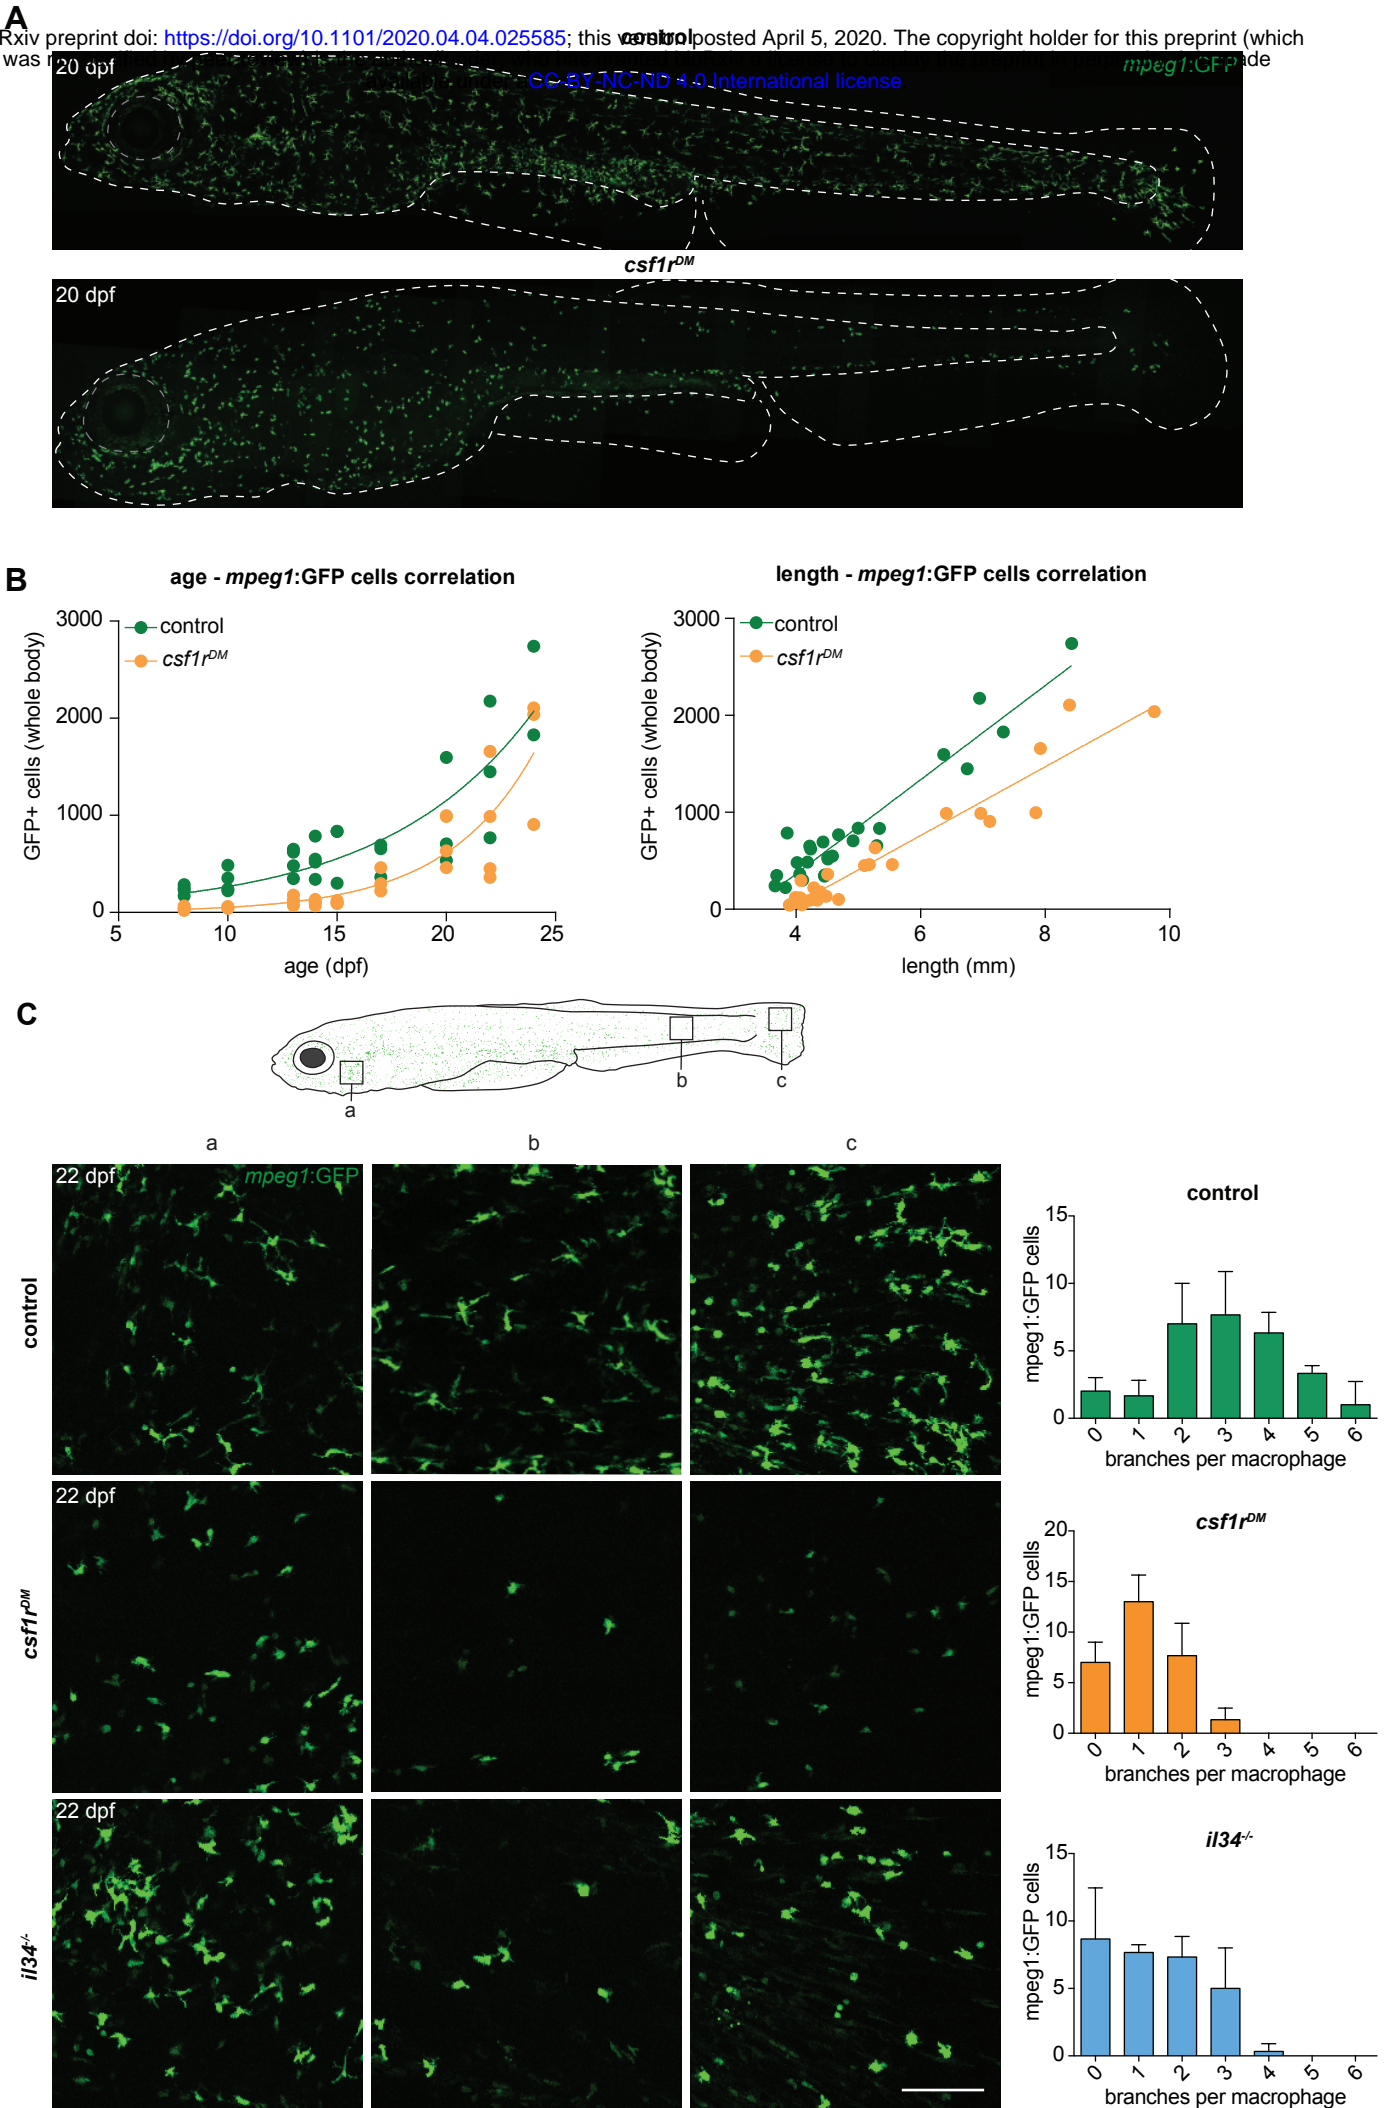 A
Rxiv preprint doi: https://doi.org/10.1101/2020.04.04.025585; this version posted April 5, 2020. The copyright holder for this preprint (which
control
was
CC-BY-NC-ND 4.0 International license
20 dpf
mpeg1:GFP
csf1rDM
20 dpf
B
age - mpeg1:GFP cells correlation
GFP+ cells (whole body)
3000
2000
1000
0
control
csf1rDM
5 10 15 20 25
age (dpf)
length - mpeg1:GFP cells correlation
GFP+ cells (whole body)
3000
2000
1000
0
control
csf1rDM
4 6 8 10
length (mm)
C
a
b
c
a b c
control
22 dpf
mpeg1:GFP
control
mpeg1:GFP cells
15
10
5
0
0 1 2 3 4 5 6
branches per macrophage
csf1rDM
22 dpf
csf1rDM
mpeg1:GFP cells
20
15
10
5
0
0 1 2 3 4 5 6
branches per macrophage
il34-/-
22 dpf
il34-/-
mpeg1:GFP cells
15
10
5
0
0 1 2 3 4 5 6
branches per macrophage